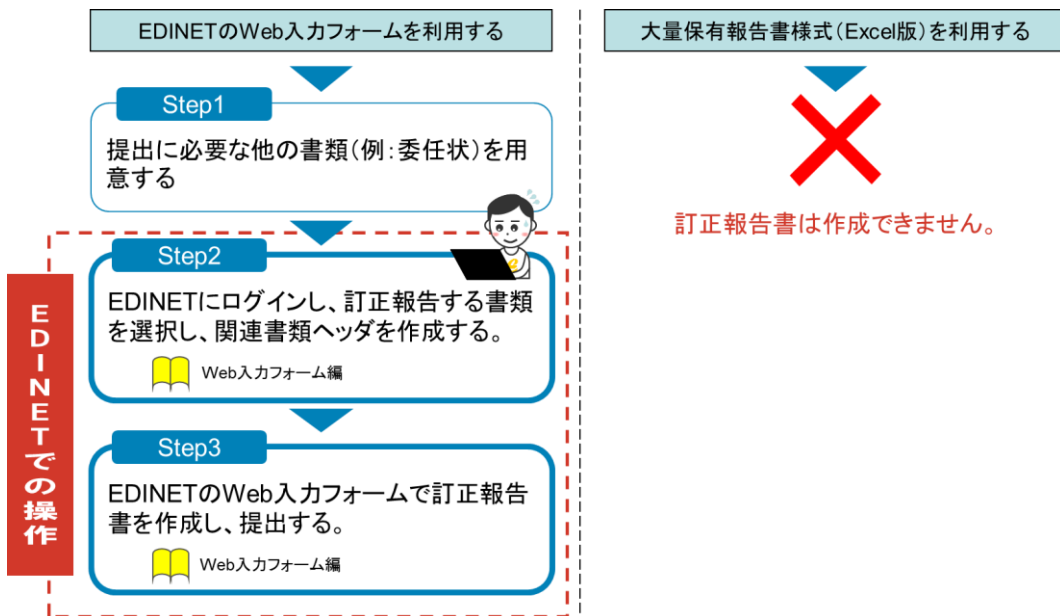 EDINETのWeb入力フォームを利用する
Step1
提出に必要な他の書類(例:委任状)を用
意する
EDINETでの操作
Step2
EDINETにログインし、訂正報告する書類
を選択し、関連書類ヘッダを作成する。
Web入力フォーム編
Step3
EDINETのWeb入力フォームで訂正報告
書を作成し、提出する。
Web入力フォーム編
大量保有報告書様式(Excel版)を利用する
訂正報告書は作成できません。